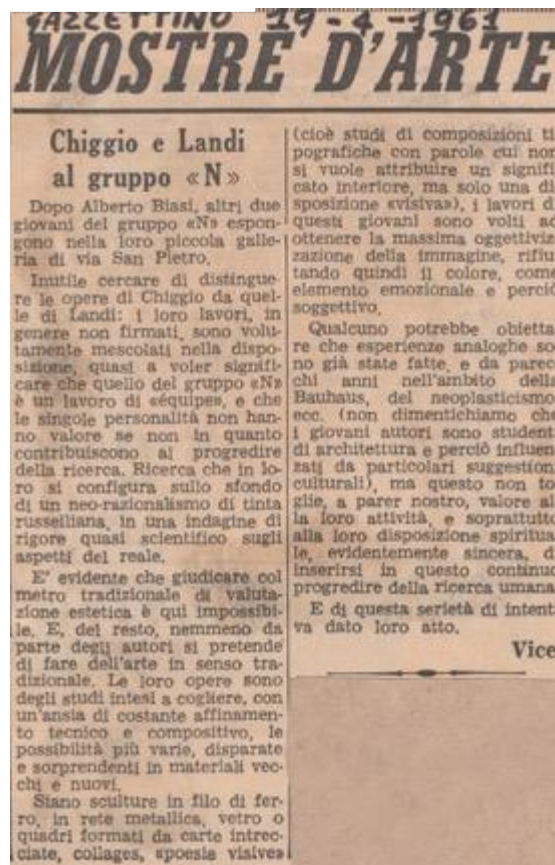 GAZZETTINO 19-4-1961
MOSTRE D'ARTE
Chiggio e Landi
al gruppo «N»
Dopo Alberto Biasi, altri due
giovani del gruppo «N» espon-
gono nella loro piccola galle-
ria di via San Pietro.
Inutile cercare di distingue-
re le opere di Chiggio da quel-
le di Landi: i loro lavori, in
genere non firmati, sono volu-
tamente mescolati nella dispo-
sizione, quasi a voler signifi-
care che quello del gruppo «N»
è un lavoro di «équipe», e che
le singole personalità non han-
no valore se non in quanto
contribuiscono al progredire
della ricerca. Ricerca che in lo-
ro si configura sullo sfondo
di un neo-razionalismo di tinta
russelliana, in una indagine di
rigore quasi scientifico sugli
aspetti del reale.
E' evidente che giudicare col
metro tradizionale di valuta-
zione estetica è qui impossibi-
le. E, del resto, nemmeno da
parte degli autori si pretende
di fare dell'arte in senso tra-
dizionale. Le loro opere sono
degli studi intesi a cogliere, con
un'ansia di costante affinamen-
to tecnico e compositivo, le
possibilità più varie, disparate
e sorprendenti in materiali vec-
chi e nuovi.
Siano sculture in filo di fer-
ro, in rete metallica, vetro o
quadri formati da carte intrec-
ciate, collages, «poesie visive»
(cioè studi di composizioni ti
pografiche con parole cui non
si vuole attribuire un signifi
cato interiore, ma solo una di
sposizione «visiva»), i lavori di
questi giovani sono volti ad
ottenere la massima oggettiviz
zazione della immagine, rifiu
tando quindi il colore, come
elemento emozionale e perciò
soggettivo.
Qualcuno potrebbe obietta
re che esperienze analoghe so
no già state fatte, e da parec
chi anni nell'ambito della
Bauhaus, del neoplasticismo
ecc. (non dimentichiamo che
i giovani autori sono student
di architettura e perciò influen
zati da particolari suggestion
culturali), ma questo non to
glie, a parer nostro, valore al
la loro attività, e soprattutto
alla loro disposizione spiritua
le, evidentemente sincera, d
inserirsi in questo continuo
progredire della ricerca umana
E di questa serietà di intent
va dato loro atto.
Vice